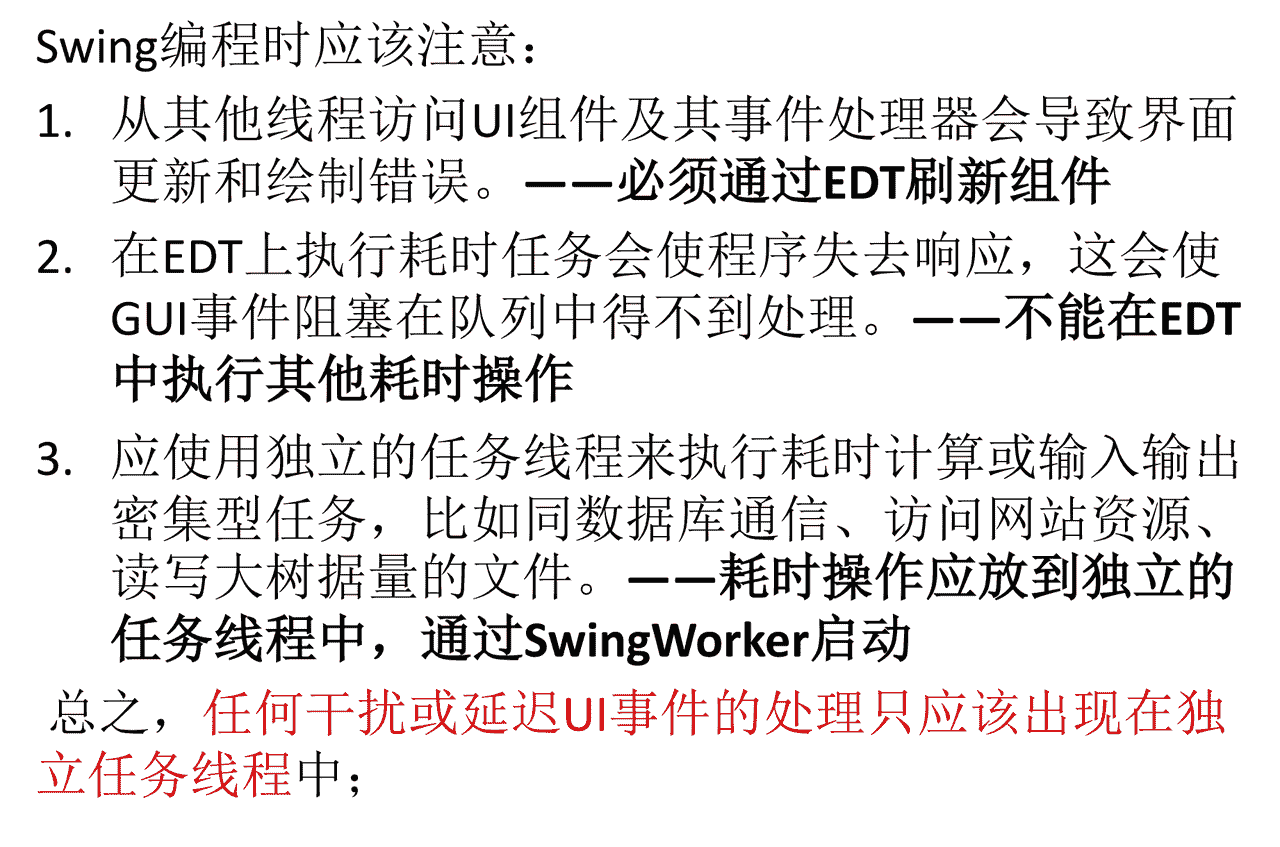 Swing编程时应该注意：
1. 从其他线程访问UI组件及其事件处理器会导致界面
更新和绘制错误。——必须通过EDT刷新组件
2. 在EDT上执行耗时任务会使程序失去响应，这会使
GUI事件阻塞在队列中得不到处理。——不能在EDT
中执行其他耗时操作
3. 应使用独立的任务线程来执行耗时计算或输入输出
密集型任务，比如同数据库通信、访问网站资源、
读写大树据量的文件。——耗时操作应放到独立的
任务线程中，通过SwingWorker启动
总之，任何干扰或延迟UI事件的处理只应该出现在独
立任务线程中；